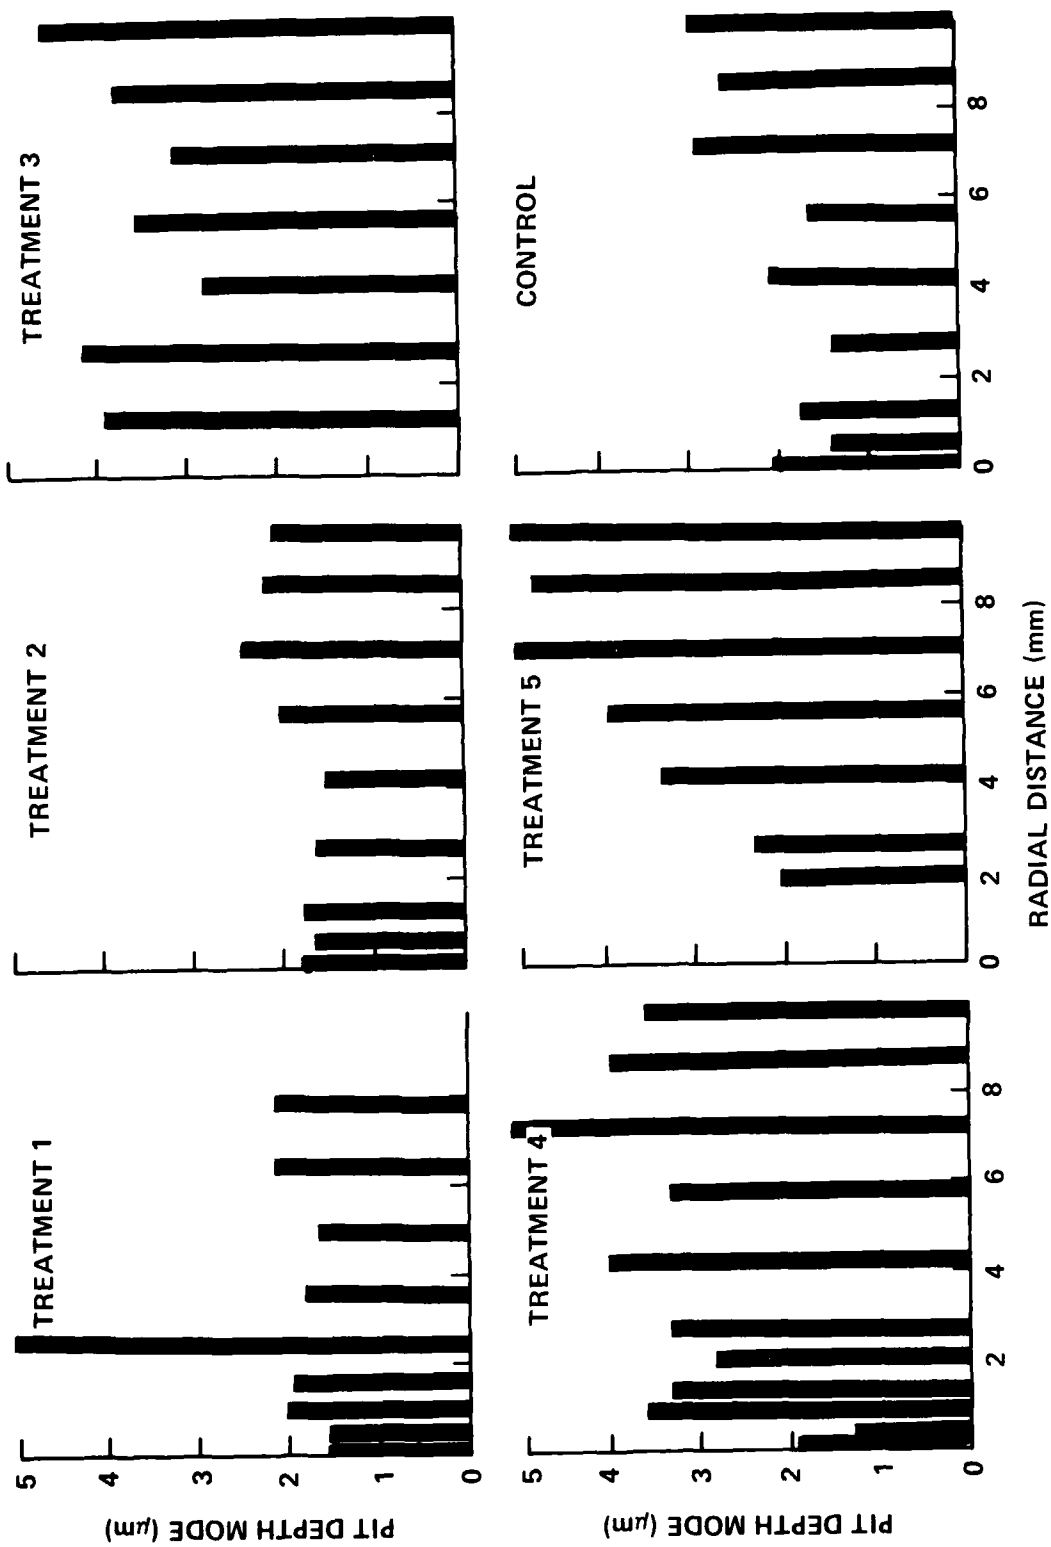 TREATMENT 1
TREATMENT 2
TREATMENT 3
PIT DEPTH MODE (μm)
5
4
3
2
1
0
TREATMENT 4
TREATMENT 5
CONTROL
PIT DEPTH MODE (μm)
5
4
3
2
1
0
2
4
6
8
0
2
4
6
8
0
2
4
6
8
RADIAL DISTANCE (mm)